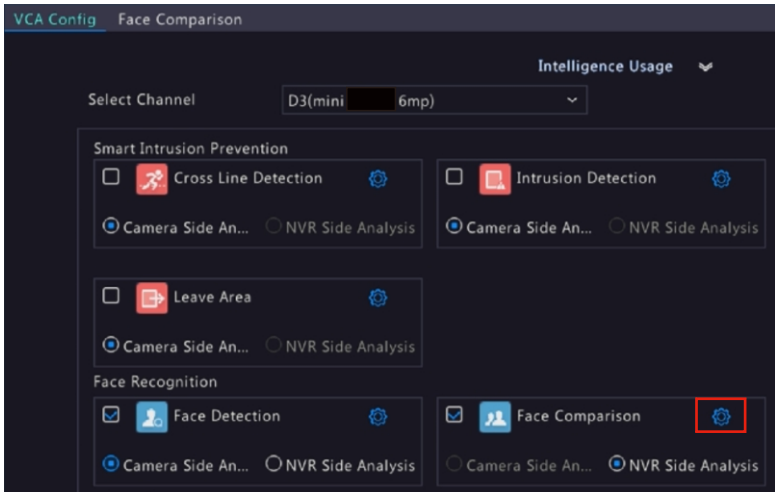 VCA Config Face Comparison
Intelligence Usage
Select Channel D3(mini 6mp)
Smart Intrusion Prevention
Cross Line Detection Intrusion Detection
Camera Side An... NVR Side Analysis Camera Side An... NVR Side Analysis
Leave Area
Camera Side An... NVR Side Analysis
Face Recognition
Face Detection Face Comparison
Camera Side An... NVR Side Analysis Camera Side An... NVR Side Analysis